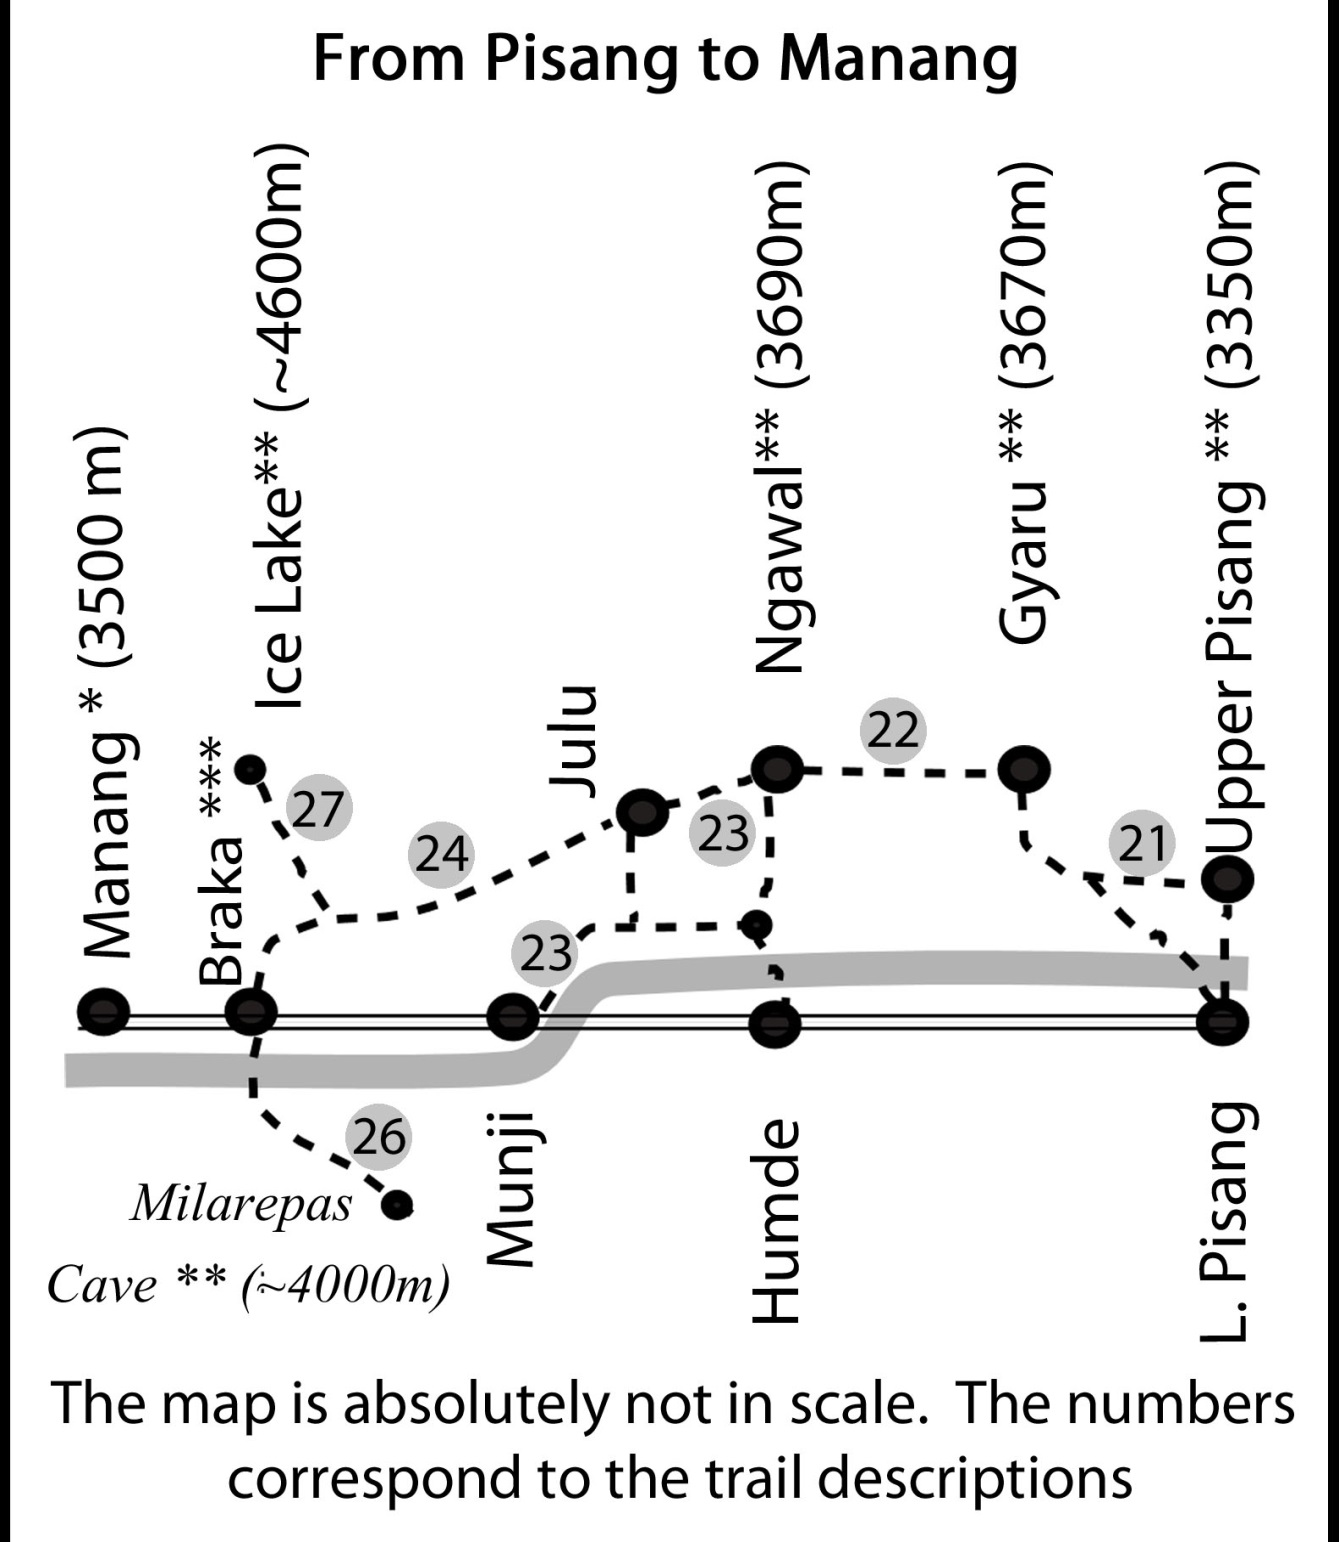 From Pisang to Manang
Manang * (3500 m)
Braka ***
Ice Lake** (~4600m)
Julu
Ngawal** (3690m)
Gyaru ** (3670m)
Upper Pisang ** (3350m)
27
24
23
22
21
23
26
Milarepas
Cave ** (~4000m)
Munji
Humde
L. Pisang
The map is absolutely not in scale. The numbers
correspond to the trail descriptions